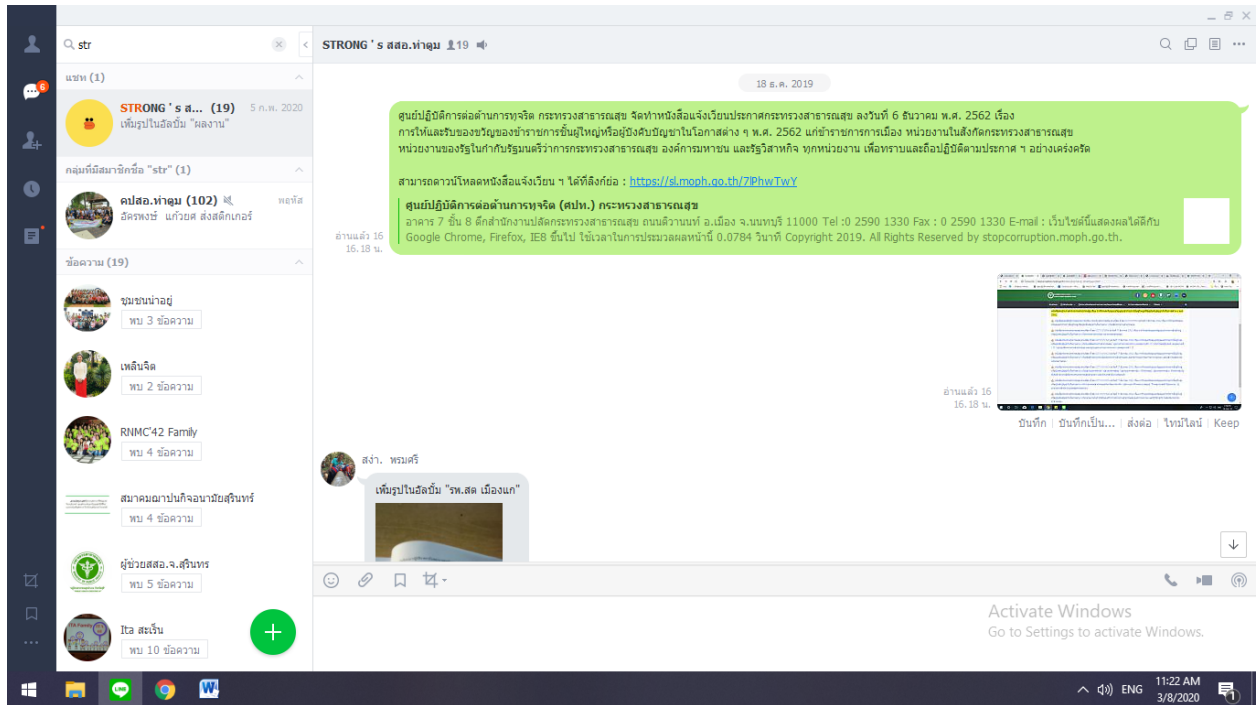 str
แชท (1)
STRONG ' s ส... (19) 5 ก.พ. 2020
เพิ่มรูปในอัลบั้ม "ผลงาน"
กลุ่มที่มีสมาชิกชื่อ "str" (1)
คปสอ.ท่าตูม (102) พฤหัส
อัครพงษ์ แก้วยศ ส่งสติกเกอร์
ข้อความ (19)
ชุมชนน่าอยู่
พบ 3 ข้อความ
เพลินจิต
พบ 2 ข้อความ
RNMC'42 Family
พบ 4 ข้อความ
สมาคมฌาปนกิจอนามัยสุรินทร์
พบ 4 ข้อความ
ผู้ช่วยสสอ.จ.สุรินทร
พบ 5 ข้อความ
Ita สะเร็น
พบ 10 ข้อความ
STRONG ' s สสอ.ท่าตูม 19
18 ธ.ค. 2019
ศูนย์ปฏิบัติการต่อต้านการทุจริต กระทรวงสาธารณสุข จัดทำหนังสือแจ้งเวียนประกาศกระทรวงสาธารณสุข ลงวันที่ 6 ธันวาคม พ.ศ. 2562 เรื่อง
การให้และรับของขวัญของข้าราชการชั้นผู้ใหญ่หรือผู้บังคับบัญชาในโอกาสต่าง ๆ พ.ศ. 2562 แก่ข้าราชการการเมือง หน่วยงานในสังกัดกระทรวงสาธารณสุข
หน่วยงานของรัฐในกำกับรัฐมนตรีว่าการกระทรวงสาธารณสุข องค์การมหาชน และรัฐวิสาหกิจ ทุกหน่วยงาน เพื่อทราบและถือปฏิบัติตามประกาศ ฯ อย่างเคร่งครัด
สามารถดาวน์โหลดหนังสือแจ้งเวียน ฯ ได้ที่ลิงก์ย่อ : https://sl.moph.go.th/7lPhwTwY
ศูนย์ปฏิบัติการต่อต้านการทุจริต (ศปท.) กระทรวงสาธารณสุข
อาคาร 7 ชั้น 8 ตึกสำนักงานปลัดกระทรวงสาธารณสุข ถนนติวานนท์ อ.เมือง จ.นนทบุรี 11000 Tel :0 2590 1330 Fax : 0 2590 1330 E-mail : เว็บไซต์นี้แสดงผลได้ดีกับ
Google Chrome, Firefox, IE8 ขึ้นไป ใช้เวลาในการประมวลผลหน้านี้ 0.0784 วินาที Copyright 2019. All Rights Reserved by stopcorruption.moph.go.th.
อ่านแล้ว 16
16.18 น.
อ่านแล้ว 16
16.18 น.
บันทึก | บันทึกเป็น... | ส่งต่อ | ไทม์ไลน์ | Keep
สง่า. พรมศรี
เพิ่มรูปในอัลบั้ม "รพ.สต เมืองแก"
Activate Windows
Go to Settings to activate Windows.
ENG
11:22 AM
3/8/2020